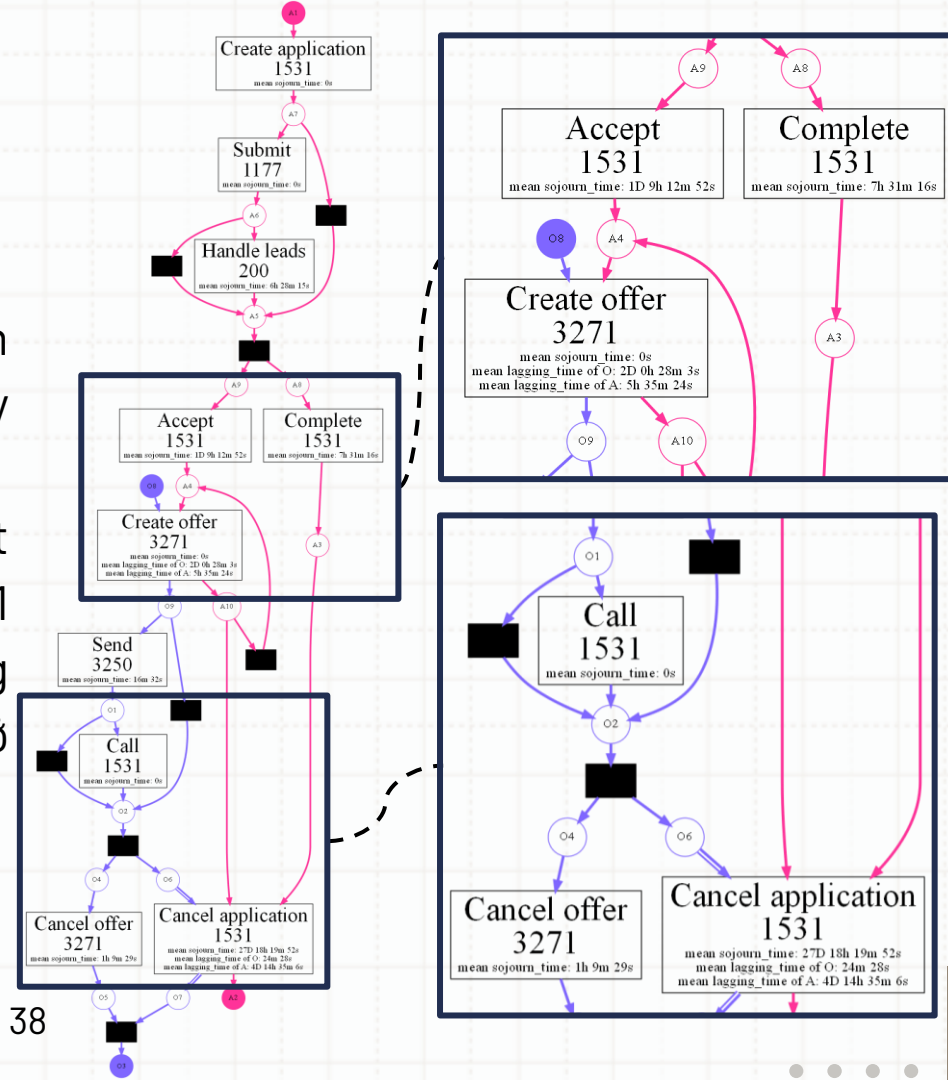 A1
Create application
1531
mean sojourn_time: 0s
A7
Submit
1177
mean sojourn_time: 0s
A6
Handle leads
200
mean sojourn_time: 6h 28m 15s
A5
A9
A8
Accept
1531
mean sojourn_time: 1D 9h 12m 52s
Complete
1531
mean sojourn_time: 7h 31m 16s
O8
A4
Create offer
3271
mean sojourn_time: 0s
mean lagging_time of O: 2D 0h 28m 3s
mean lagging_time of A: 5h 35m 24s
A3
O9
A10
Send
3250
mean sojourn_time: 16m 32s
O1
Call
1531
mean sojourn_time: 0s
O2
O4
O6
Cancel offer
3271
mean sojourn_time: 1h 9m 29s
Cancel application
1531
mean sojourn_time: 27D 18h 19m 52s
mean lagging_time of O: 24m 28s
mean lagging_time of A: 4D 14h 35m 6s
O5
O7
A2
O3
38
A9
A8
Accept
1531
mean sojourn_time: 1D 9h 12m 52s
Complete
1531
mean sojourn_time: 7h 31m 16s
O8
A4
Create offer
3271
mean sojourn_time: 0s
mean lagging_time of O: 2D 0h 28m 3s
mean lagging_time of A: 5h 35m 24s
A3
O9
A10
O1
Call
1531
mean sojourn_time: 0s
O2
O4
O6
Cancel offer
3271
mean sojourn_time: 1h 9m 29s
Cancel application
1531
mean sojourn_time: 27D 18h 19m 52s
mean lagging_time of O: 24m 28s
mean lagging_time of A: 4D 14h 35m 6s